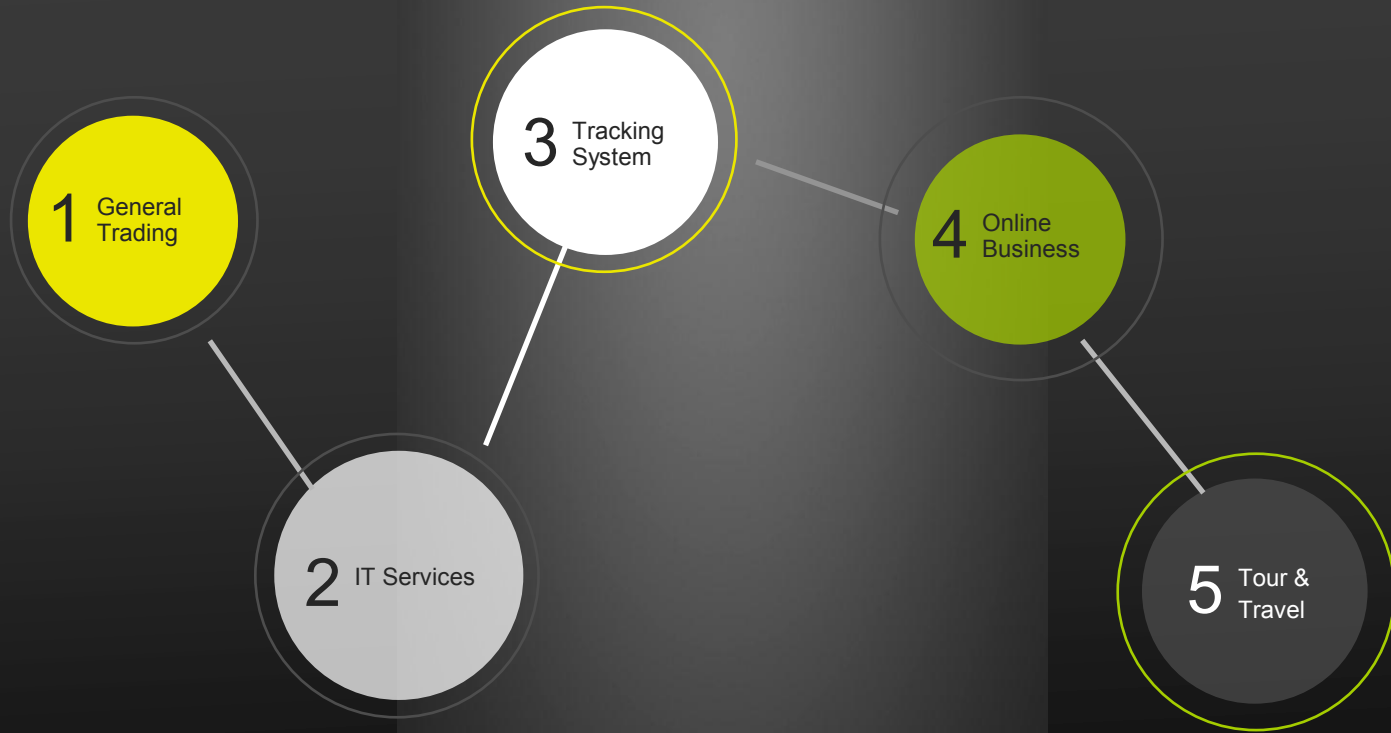 1 General
Trading
2 IT Services
3 Tracking
System
4 Online
Business
5 Tour &
Travel